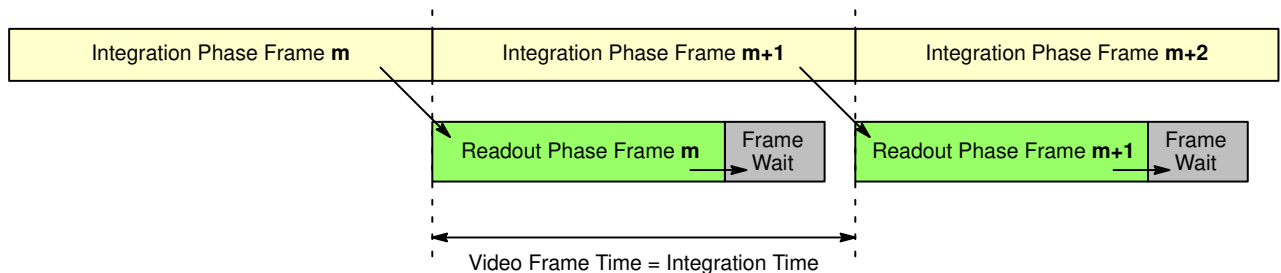 Integration Phase Frame m
Integration Phase Frame m+1
Integration Phase Frame m+2
Readout Phase Frame m
Frame
Wait
Readout Phase Frame m+1
Frame
Wait
Video Frame Time = Integration Time